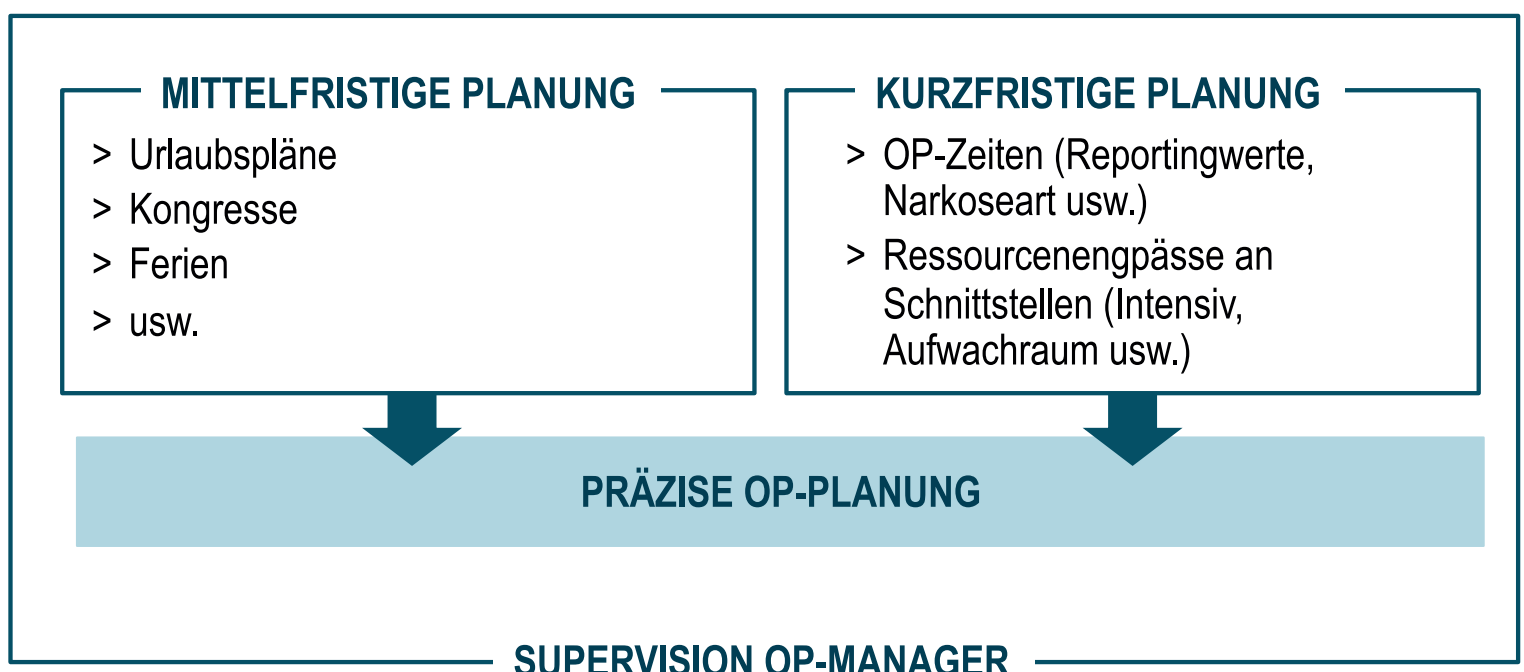 MITTELFRISTIGE PLANUNG
> Urlaubspläne
> Kongresse
> Ferien
> usw.
KURZFRISTIGE PLANUNG
> OP-Zeiten (Reportingwerte,
Narkoseart usw.)
> Ressourcenengpässe an
Schnittstellen (Intensiv,
Aufwachraum usw.)
PRÄZISE OP-PLANUNG
SUPERVISION OP-MANAGER